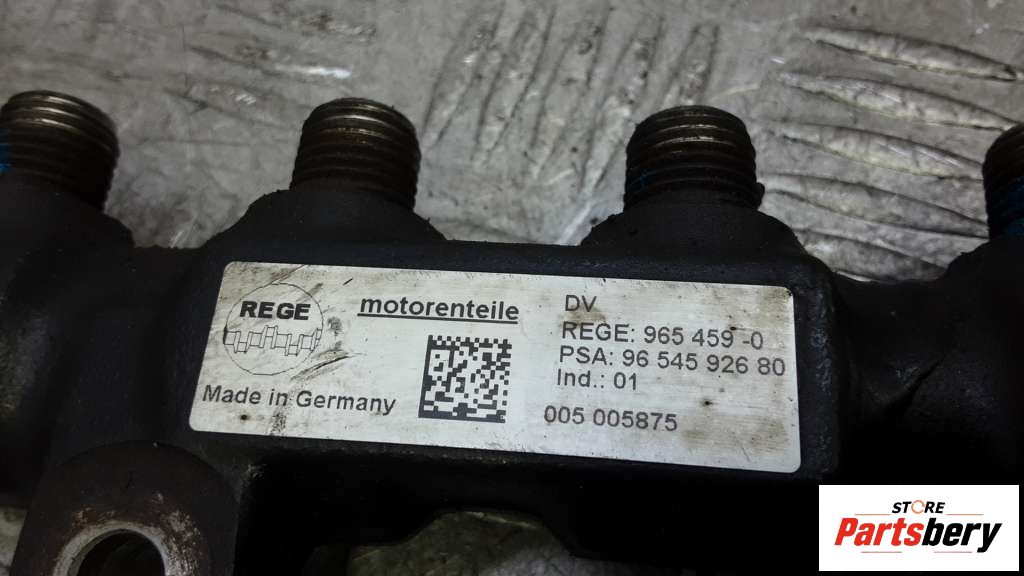 REGE
motorenteile
Made in Germany
DV
REGE: 965 459 -0
PSA: 96 545 926 80
Ind.: 01
005 005875
STORE
Partsbery